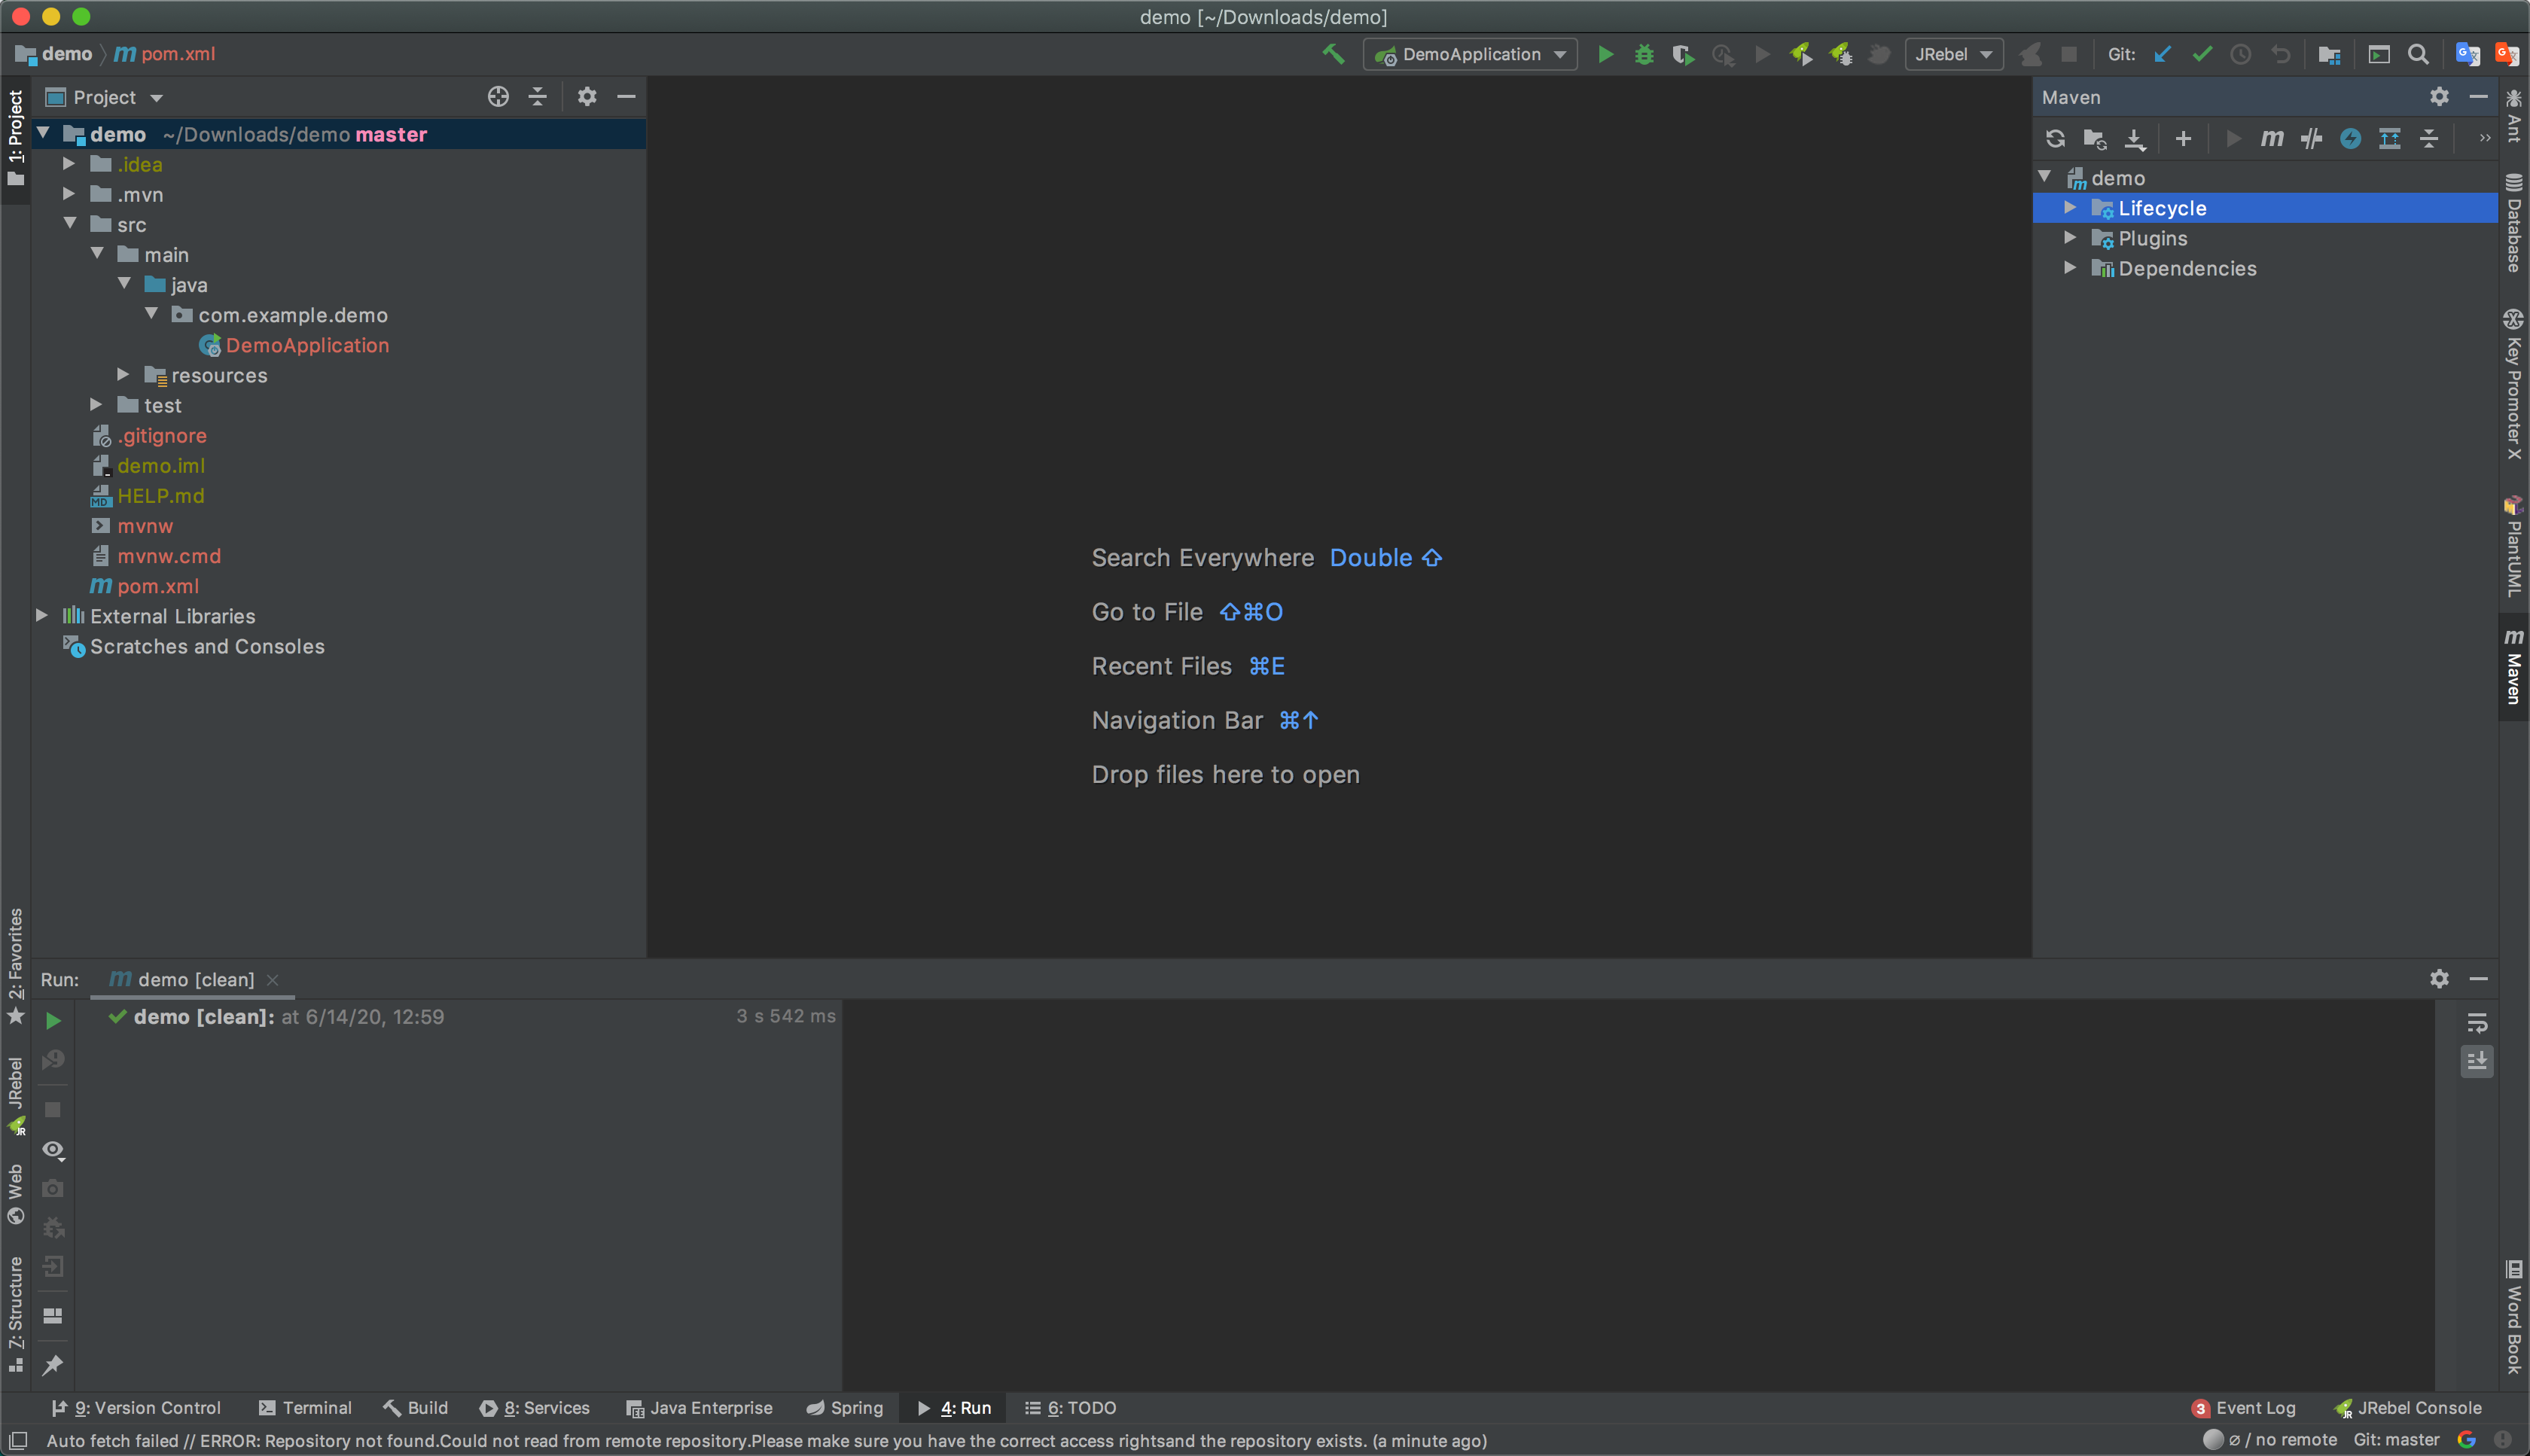 demo [~/Downloads/demo]
demo
pom.xml
DemoApplication
JRebel
Git:
1: Project
Project
demo ~/Downloads/demo master
.idea
.mvn
src
main
java
com.example.demo
DemoApplication
resources
test
.gitignore
demo.iml
HELP.md
mvnw
mvnw.cmd
pom.xml
External Libraries
Scratches and Consoles
Search Everywhere Double ⇧
Go to File ⇧⌘O
Recent Files ⌘E
Navigation Bar ⌘↑
Drop files here to open
Maven
demo
Lifecycle
Plugins
Dependencies
Ant
Database
Key Promoter X
PlantUML
Maven
Word Book
2: Favorites
JRebel
Web
Z: Structure
Run: demo [clean]
demo [clean]: at 6/14/20, 12:59 3 s 542 ms
9: Version Control Terminal Build 8: Services Java Enterprise Spring 4: Run 6: TODO 3 Event Log JRebel Console
Auto fetch failed // ERROR: Repository not found.Could not read from remote repository.Please make sure you have the correct access rightsand the repository exists. (a minute ago) ∅ / no remote Git: master